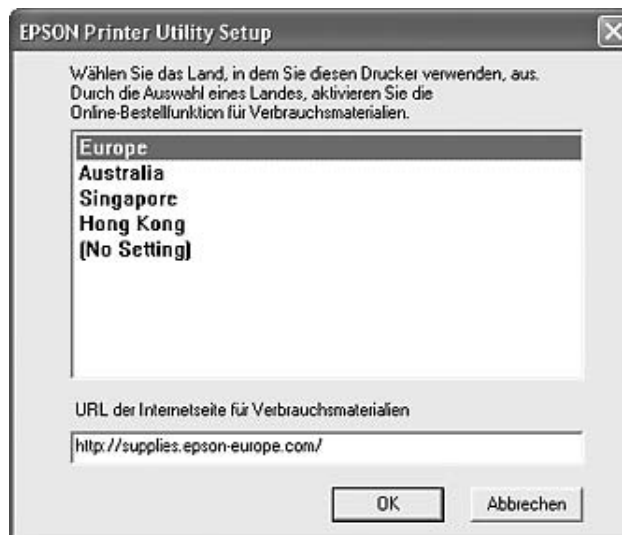 EPSON Printer Utility Setup
Wählen Sie das Land, in dem Sie diesen Drucker verwenden, aus.
Durch die Auswahl eines Landes, aktivieren Sie die
Online-Bestellfunktion für Verbrauchsmaterialien.
Europe
Australia
Singapore
Hong Kong
(No Setting)
URL der Internetseite für Verbrauchsmaterialien
http://supplies.epson-europe.com/
OK
Abbrechen